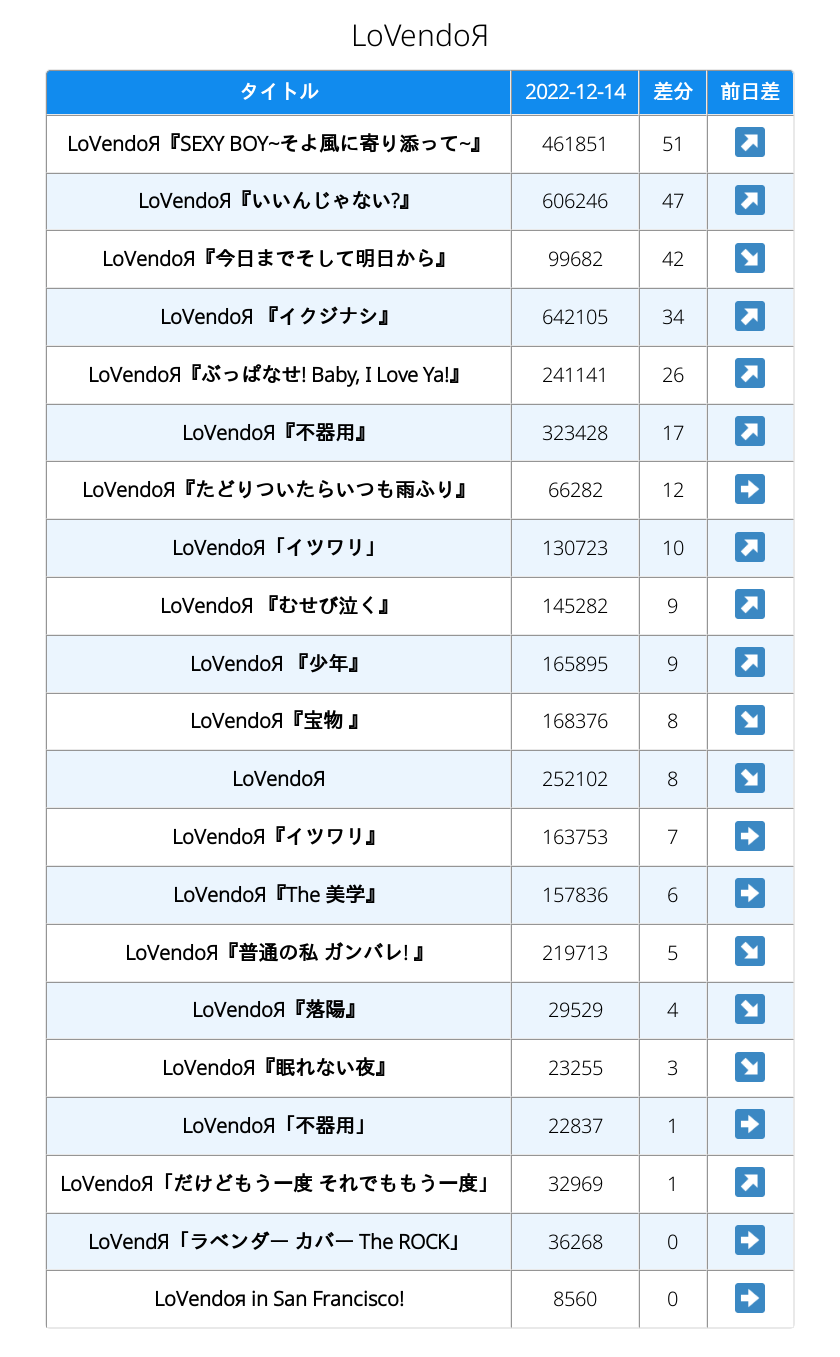 LoVendoЯ
タイトル 2022-12-14 差分 前日差
LoVendoЯ『SEXY BOY~そよ風に寄り添って~』 461851 51 ↗
LoVendoЯ『いいんじゃない?』 606246 47 ↗
LoVendoЯ『今日までそして明日から』 99682 42 ↘
LoVendoЯ 『イクジナシ』 642105 34 ↗
LoVendoЯ『ぶっぱなせ! Baby, I Love Ya!』 241141 26 ↗
LoVendoЯ『不器用』 323428 17 ↗
LoVendoЯ『たどりついたらいつも雨ふり』 66282 12 ➡
LoVendoЯ「イツワリ」 130723 10 ↗
LoVendoЯ 『むせび泣く』 145282 9 ↗
LoVendoЯ 『少年』 165895 9 ↗
LoVendoЯ『宝物 』 168376 8 ↘
LoVendoЯ 252102 8 ↘
LoVendoЯ『イツワリ』 163753 7 ➡
LoVendoЯ『The 美学』 157836 6 ➡
LoVendoЯ『普通の私 ガンバレ! 』 219713 5 ↘
LoVendoЯ『落陽』 29529 4 ↘
LoVendoЯ『眠れない夜』 23255 3 ↘
LoVendoЯ「不器用」 22837 1 ➡
LoVendoЯ「だけどもう一度 それでももう一度」 32969 1 ↗
LoVendЯ「ラベンダー カバー The ROCK」 36268 0 ➡
LoVendoя in San Francisco! 8560 0 ➡